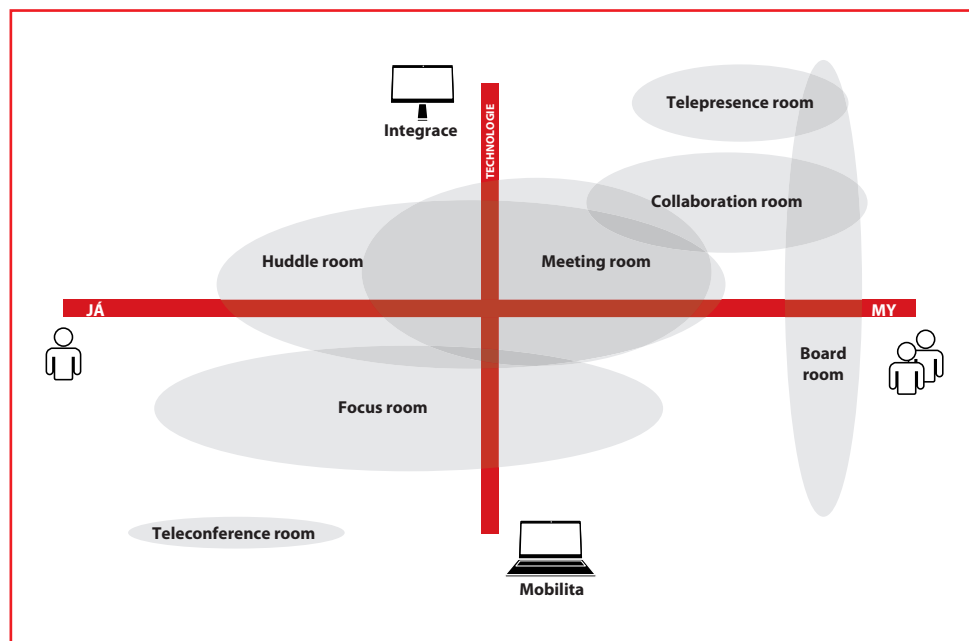 Telepresence room
TECHNOLOGIE
Integrace
Collaboration room
Huddle room
Meeting room
JÁ
MY
Board
room
Focus room
Teleconference room
Mobilita